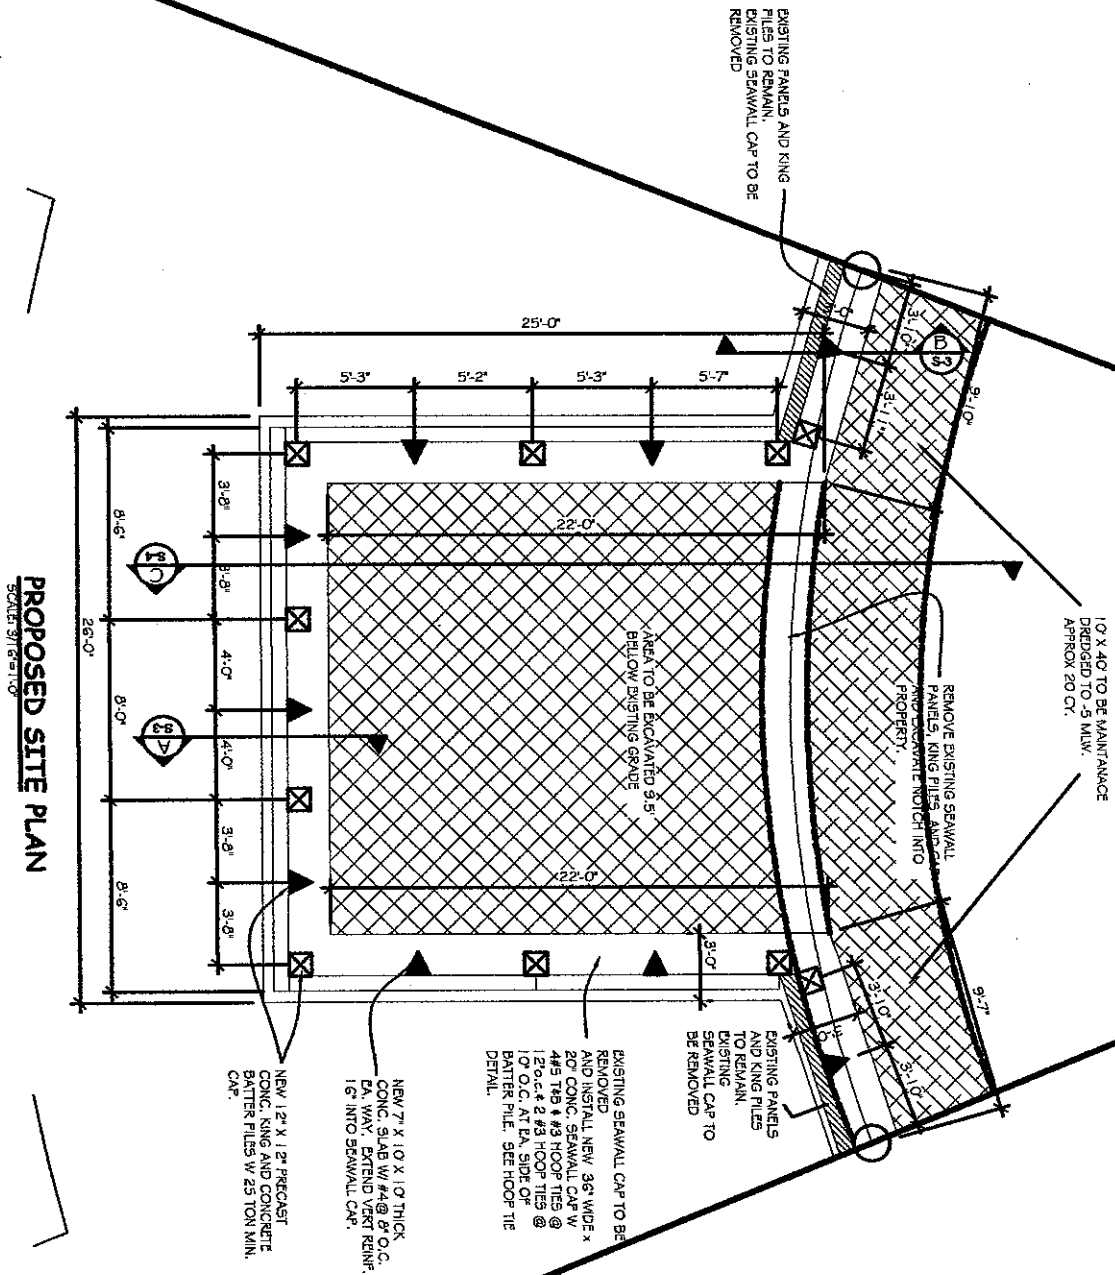 EXISTING PANELS AND KING
PILES TO REMAIN.
EXISTING SEAWALL CAP TO BE
REMOVED
10' X 40' TO BE MAINTANACE
DREDGED TO -5 MLW.
APPROX 20 CY.
REMOVE EXISTING SEAWALL
PANELS, KING PILES, AND CAP
AND EXCAVATE NOTCH INTO
PROPERTY.
AREA TO BE EXCAVATED 9.5'
BELLOW EXISTING GRADE
EXISTING PANELS
AND KING PILES
TO REMAIN.
EXISTING
SEAWALL CAP TO
BE REMOVED
EXISTING SEAWALL CAP TO BE
REMOVED
AND INSTALL NEW 36" WIDE x
20" CONC. SEAWALL CAP W
4#5 T&B & #3 HOOP TIES @
12"o.c.& 2 #3 HOOP TIES @
10" O.C. AT EA. SIDE OF
BATTER PILE. SEE HOOP TIE
DETAIL.
NEW 7" X 10' X 10' THICK
CONC. SLAB W/ #4@ 8" O.C.
EA. WAY. EXTEND VERT REINF.
16" INTO SEAWALL CAP.
NEW 12" X 12" PRECAST
CONC. KING AND CONCRETE
BATTER PILES W 25 TON MIN.
CAP.
25'-0"
5'-3"
5'-2"
5'-3"
5'-7"
22'-0"
22'-0"
3'-8"
3'-8"
4'-0"
4'-0"
3'-8"
3'-8"
8'-6"
8'-0"
8'-6"
26'-0"
3'-0"
3'-10"
3'-11"
9'-10"
3'-10"
3'-10"
9'-7"
B
S-3
C
S-4
A
S-3
PROPOSED SITE PLAN
SCALE: 3/16"=1'-0"